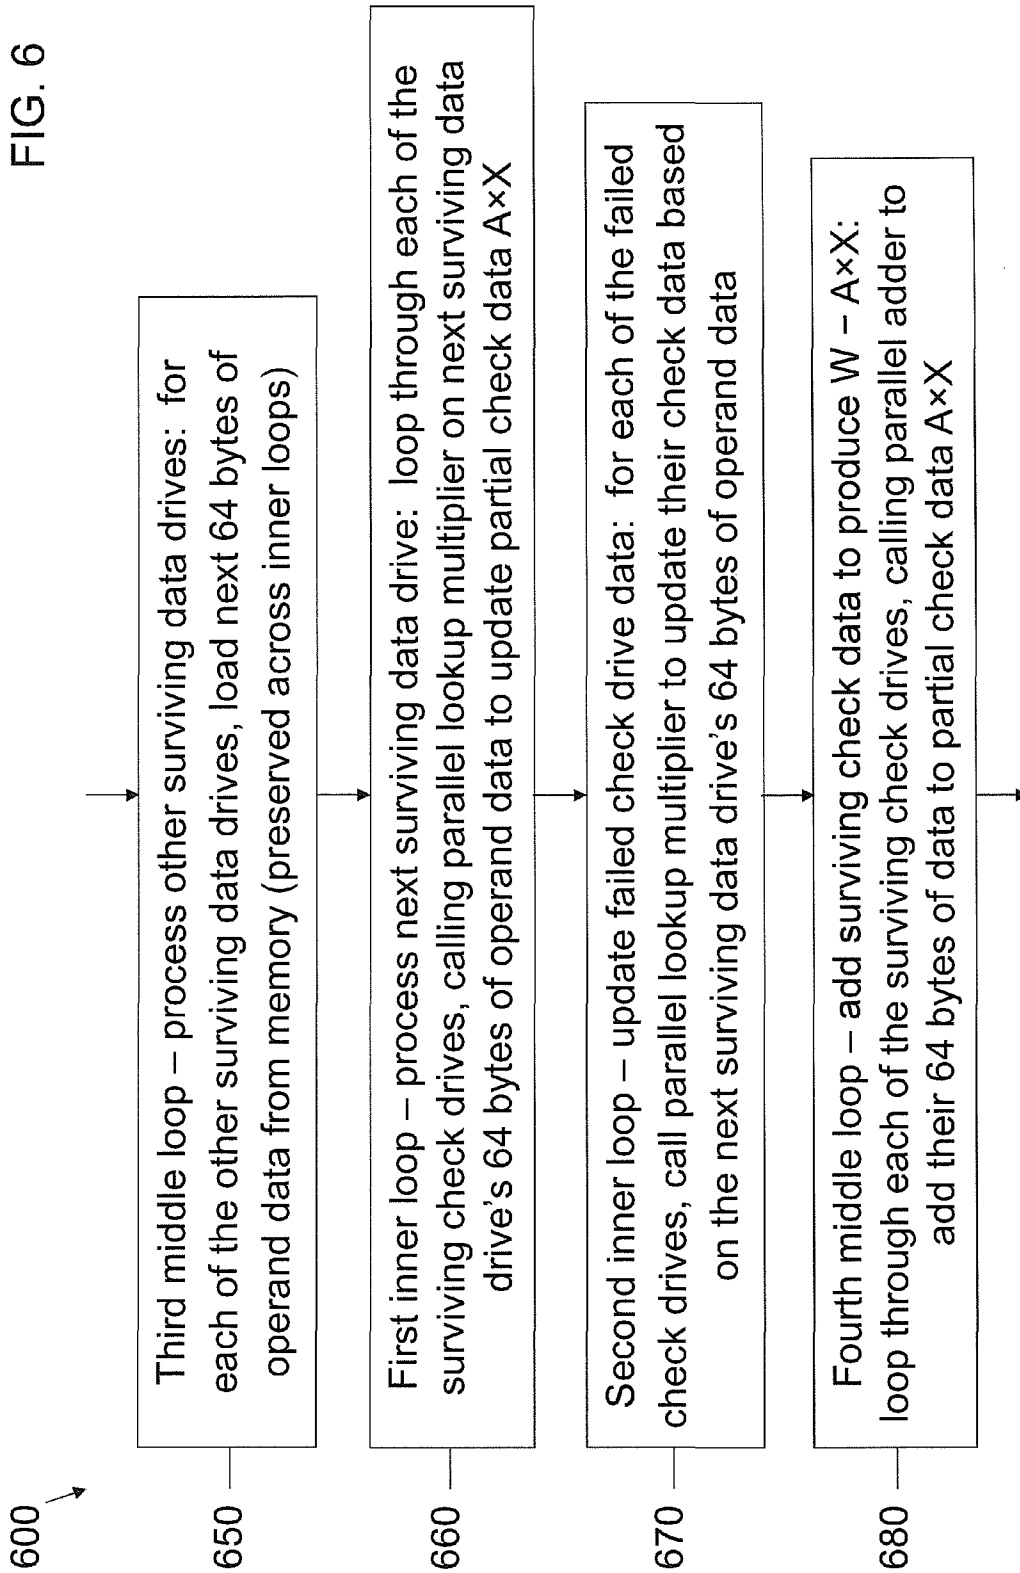 FIG. 6
600
650
Third middle loop – process other surviving data drives: for
each of the other surviving data drives, load next 64 bytes of
operand data from memory (preserved across inner loops)
660
First inner loop – process next surviving data drive: loop through each of the
surviving check drives, calling parallel lookup multiplier on next surviving data
drive's 64 bytes of operand data to update partial check data A×X
670
Second inner loop – update failed check drive data: for each of the failed
check drives, call parallel lookup multiplier to update their check data based
on the next surviving data drive's 64 bytes of operand data
680
Fourth middle loop – add surviving check data to produce W – A×X:
loop through each of the surviving check drives, calling parallel adder to
add their 64 bytes of data to partial check data A×X